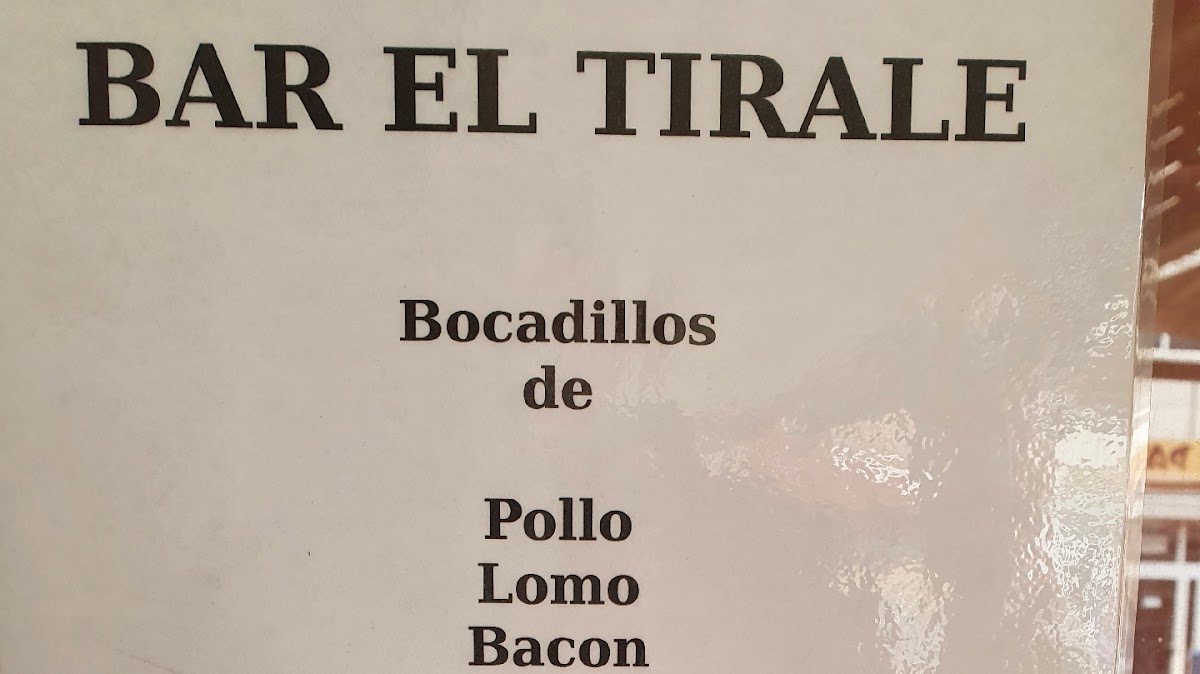 BAR EL TIRALE
Bocadillos
de
Pollo
Lomo
Bacon